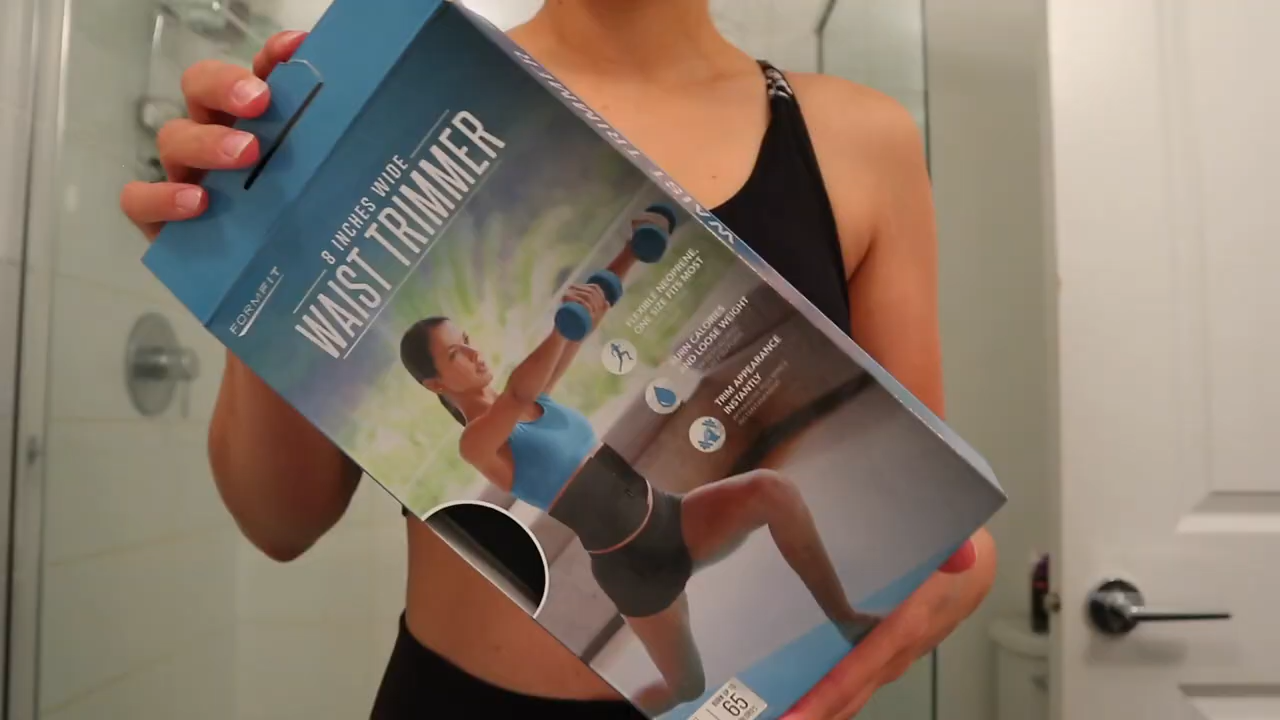 WAIST TRIMMER
FORMFIT
8 INCHES WIDE
WAIST TRIMMER
FLEXIBLE NEOPRENE,
ONE SIZE FITS MOST
BURN CALORIES
AND LOOSE WEIGHT
TRIM APPEARANCE
INSTANTLY
65